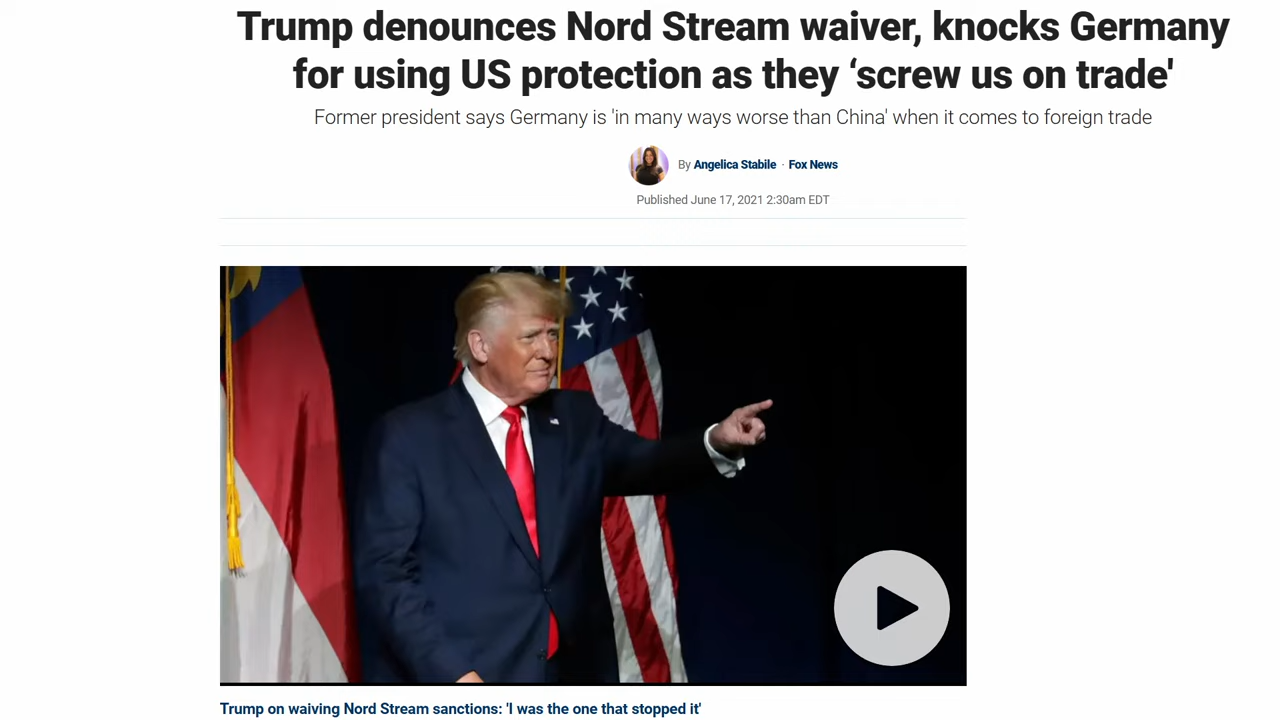 Trump denounces Nord Stream waiver, knocks Germany
for using US protection as they ‘screw us on trade'
Former president says Germany is 'in many ways worse than China' when it comes to foreign trade
By Angelica Stabile · Fox News
Published June 17, 2021 2:30am EDT
Trump on waiving Nord Stream sanctions: 'I was the one that stopped it'